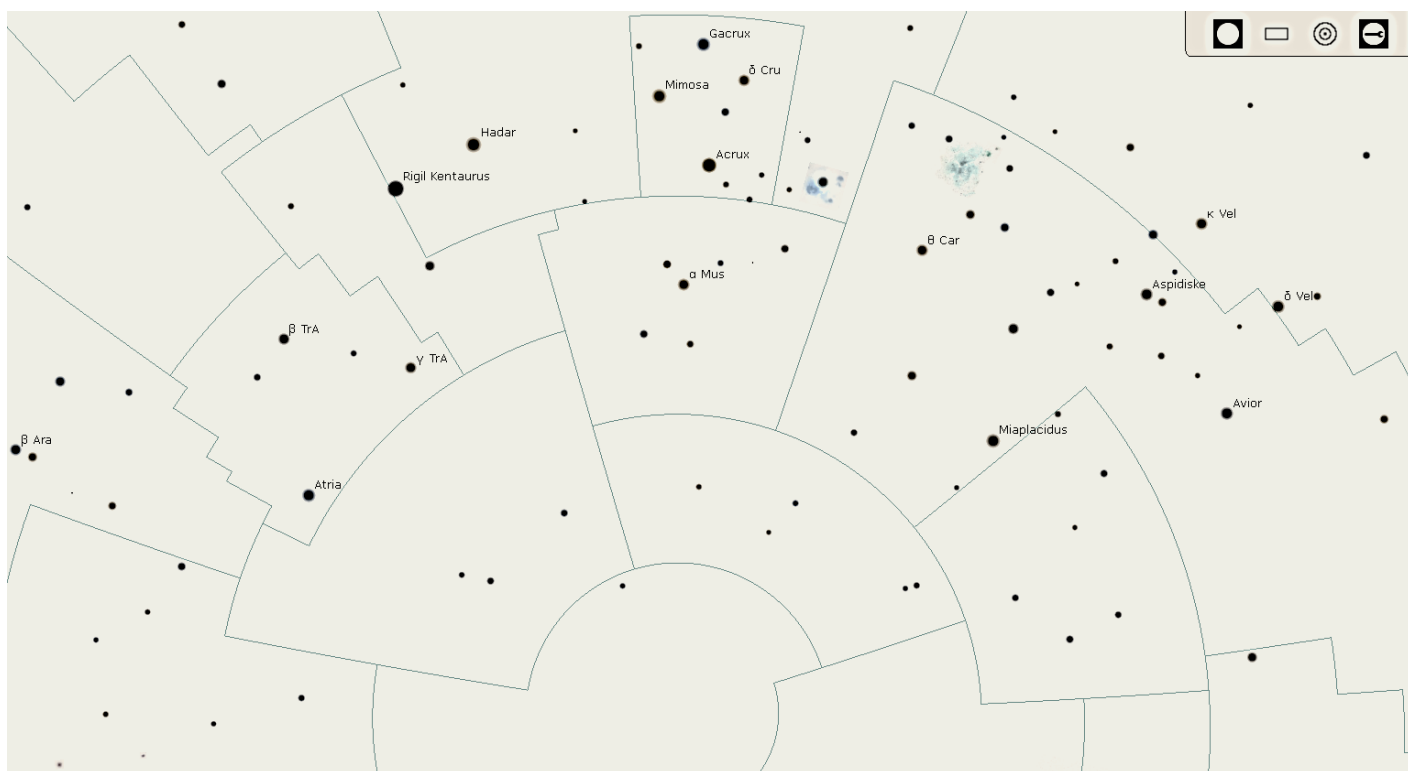 Gacrux
δ Cru
Mimosa
Hadar
Acrux
Rigil Kentaurus
κ Vel
θ Car
α Mus
Aspidiske
δ Vel
β TrA
γ TrA
Avior
Miaplacidus
β Ara
Atria